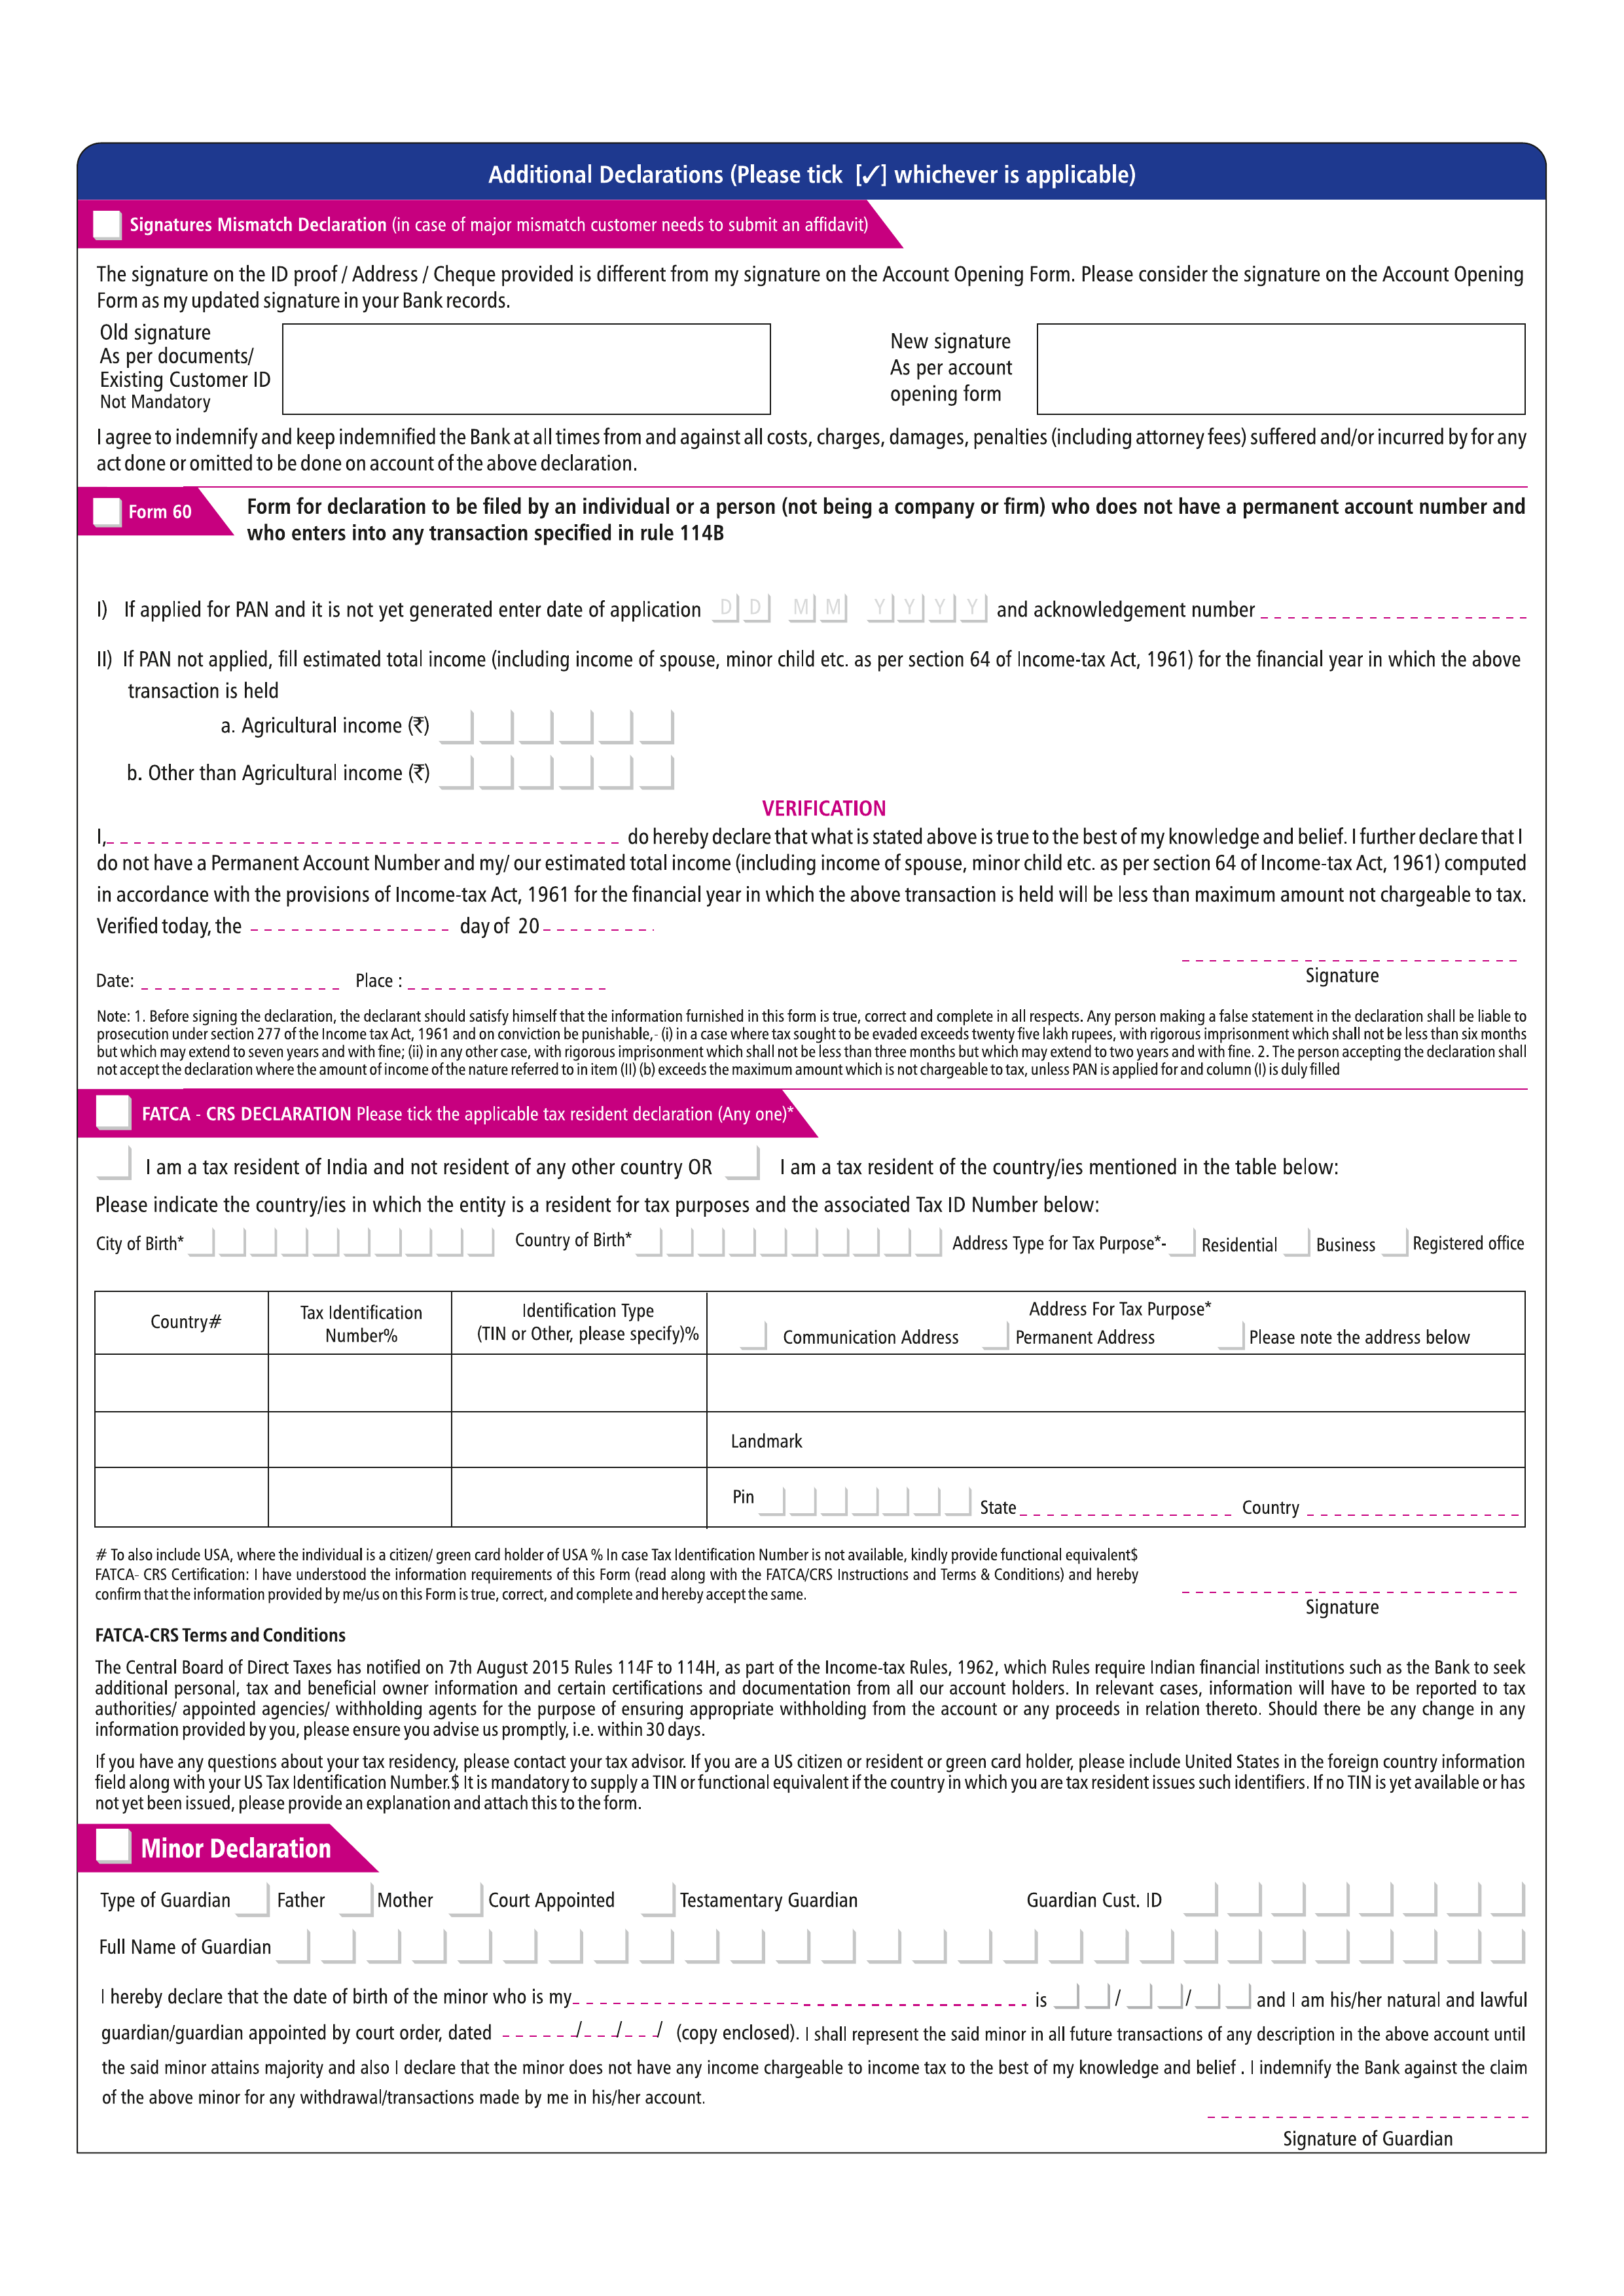 Additional Declarations (Please tick [✓] whichever is applicable)
Signatures Mismatch Declaration (in case of major mismatch customer needs to submit an affidavit)
The signature on the ID proof / Address / Cheque provided is different from my signature on the Account Opening Form. Please consider the signature on the Account Opening
Form as my updated signature in your Bank records.
Old signature
As per documents/
Existing Customer ID
Not Mandatory
New signature
As per account
opening form
I agree to indemnify and keep indemnified the Bank at all times from and against all costs, charges, damages, penalties (including attorney fees) suffered and/or incurred by for any
act done or omitted to be done on account of the above declaration.
Form 60
Form for declaration to be filed by an individual or a person (not being a company or firm) who does not have a permanent account number and
who enters into any transaction specified in rule 114B
I) If applied for PAN and it is not yet generated enter date of application D D M M Y Y Y Y and acknowledgement number
II) If PAN not applied, fill estimated total income (including income of spouse, minor child etc. as per section 64 of Income-tax Act, 1961) for the financial year in which the above
transaction is held
a. Agricultural income (₹)
b. Other than Agricultural income (₹)
VERIFICATION
I, do hereby declare that what is stated above is true to the best of my knowledge and belief. I further declare that I
do not have a Permanent Account Number and my/ our estimated total income (including income of spouse, minor child etc. as per section 64 of Income-tax Act, 1961) computed
in accordance with the provisions of Income-tax Act, 1961 for the financial year in which the above transaction is held will be less than maximum amount not chargeable to tax.
Verified today, the day of 20
Date: Place :
Signature
Note: 1. Before signing the declaration, the declarant should satisfy himself that the information furnished in this form is true, correct and complete in all respects. Any person making a false statement in the declaration shall be liable to
prosecution under section 277 of the Income tax Act, 1961 and on conviction be punishable,- (i) in a case where tax sought to be evaded exceeds twenty five lakh rupees, with rigorous imprisonment which shall not be less than six months
but which may extend to seven years and with fine; (ii) in any other case, with rigorous imprisonment which shall not be less than three months but which may extend to two years and with fine. 2. The person accepting the declaration shall
not accept the declaration where the amount of income of the nature referred to in item (II) (b) exceeds the maximum amount which is not chargeable to tax, unless PAN is applied for and column (I) is duly filled
FATCA - CRS DECLARATION Please tick the applicable tax resident declaration (Any one)*
I am a tax resident of India and not resident of any other country OR I am a tax resident of the country/ies mentioned in the table below:
Please indicate the country/ies in which the entity is a resident for tax purposes and the associated Tax ID Number below:
City of Birth* Country of Birth* Address Type for Tax Purpose*- Residential Business Registered office
Country#
Tax Identification
Number%
Identification Type
(TIN or Other, please specify)%
Address For Tax Purpose*
Communication Address Permanent Address Please note the address below
Landmark
Pin State Country
# To also include USA, where the individual is a citizen/ green card holder of USA % In case Tax Identification Number is not available, kindly provide functional equivalent$
FATCA- CRS Certification: I have understood the information requirements of this Form (read along with the FATCA/CRS Instructions and Terms & Conditions) and hereby
confirm that the information provided by me/us on this Form is true, correct, and complete and hereby accept the same.
Signature
FATCA-CRS Terms and Conditions
The Central Board of Direct Taxes has notified on 7th August 2015 Rules 114F to 114H, as part of the Income-tax Rules, 1962, which Rules require Indian financial institutions such as the Bank to seek
additional personal, tax and beneficial owner information and certain certifications and documentation from all our account holders. In relevant cases, information will have to be reported to tax
authorities/ appointed agencies/ withholding agents for the purpose of ensuring appropriate withholding from the account or any proceeds in relation thereto. Should there be any change in any
information provided by you, please ensure you advise us promptly, i.e. within 30 days.
If you have any questions about your tax residency, please contact your tax advisor. If you are a US citizen or resident or green card holder, please include United States in the foreign country information
field along with your US Tax Identification Number.$ It is mandatory to supply a TIN or functional equivalent if the country in which you are tax resident issues such identifiers. If no TIN is yet available or has
not yet been issued, please provide an explanation and attach this to the form.
Minor Declaration
Type of Guardian Father Mother Court Appointed Testamentary Guardian Guardian Cust. ID
Full Name of Guardian
I hereby declare that the date of birth of the minor who is my is / / and I am his/her natural and lawful
guardian/guardian appointed by court order, dated / / / (copy enclosed). I shall represent the said minor in all future transactions of any description in the above account until
the said minor attains majority and also I declare that the minor does not have any income chargeable to income tax to the best of my knowledge and belief . I indemnify the Bank against the claim
of the above minor for any withdrawal/transactions made by me in his/her account.
Signature of Guardian